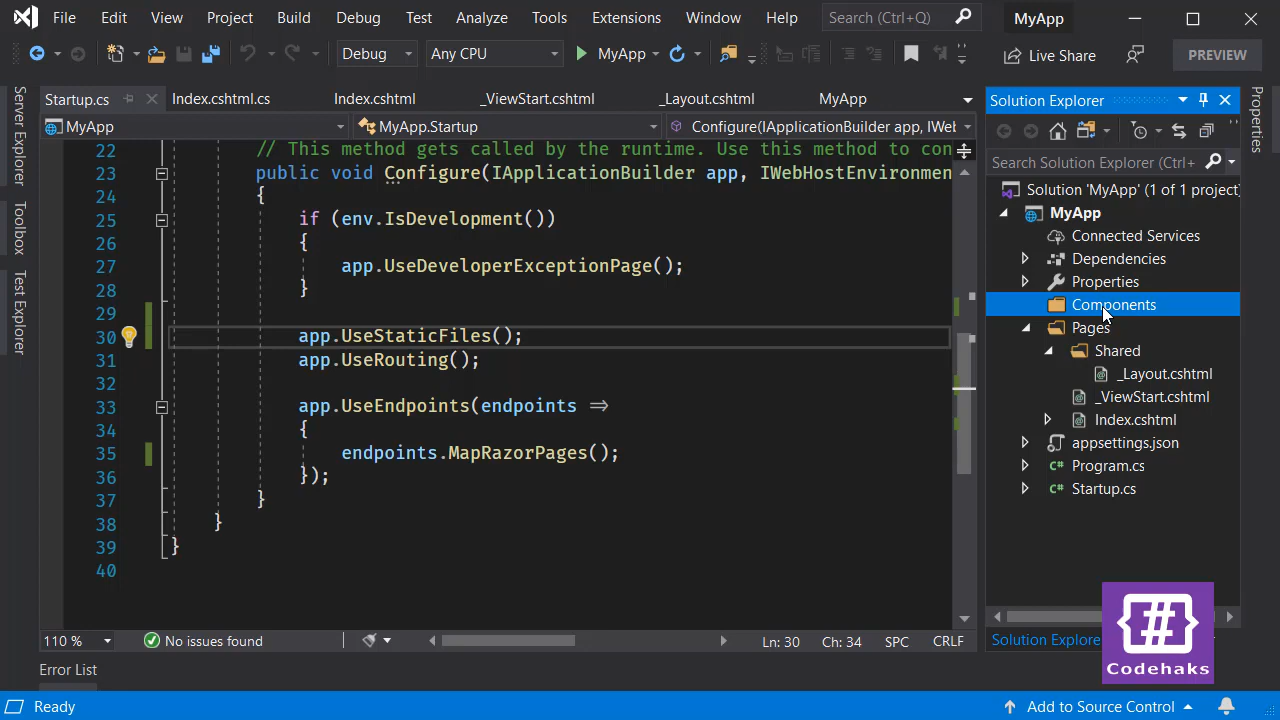 File Edit View Project Build Debug Test Analyze Tools Extensions Window Help Search (Ctrl+Q) MyApp
Debug Any CPU MyApp Live Share PREVIEW
Server Explorer
Toolbox
Test Explorer
Startup.cs Index.cshtml.cs Index.cshtml _ViewStart.cshtml _Layout.cshtml MyApp
MyApp MyApp.Startup Configure(IApplicationBuilder app, IWeb
22 // This method gets called by the runtime. Use this method to con
23 public void Configure(IApplicationBuilder app, IWebHostEnvironmen
24 {
25 if (env.IsDevelopment())
26 {
27 app.UseDeveloperExceptionPage();
28 }
29
30 app.UseStaticFiles();
31 app.UseRouting();
32
33 app.UseEndpoints(endpoints =>
34 {
35 endpoints.MapRazorPages();
36 });
37 }
38 }
39 }
40
110 % No issues found Ln: 30 Ch: 34 SPC CRLF
Error List
Solution Explorer
Search Solution Explorer (Ctrl+
Solution 'MyApp' (1 of 1 project)
MyApp
Connected Services
Dependencies
Properties
Components
Pages
Shared
_Layout.cshtml
_ViewStart.cshtml
Index.cshtml
appsettings.json
C# Program.cs
C# Startup.cs
Solution Explore
Properties
{#}
Codehaks
Ready Add to Source Control